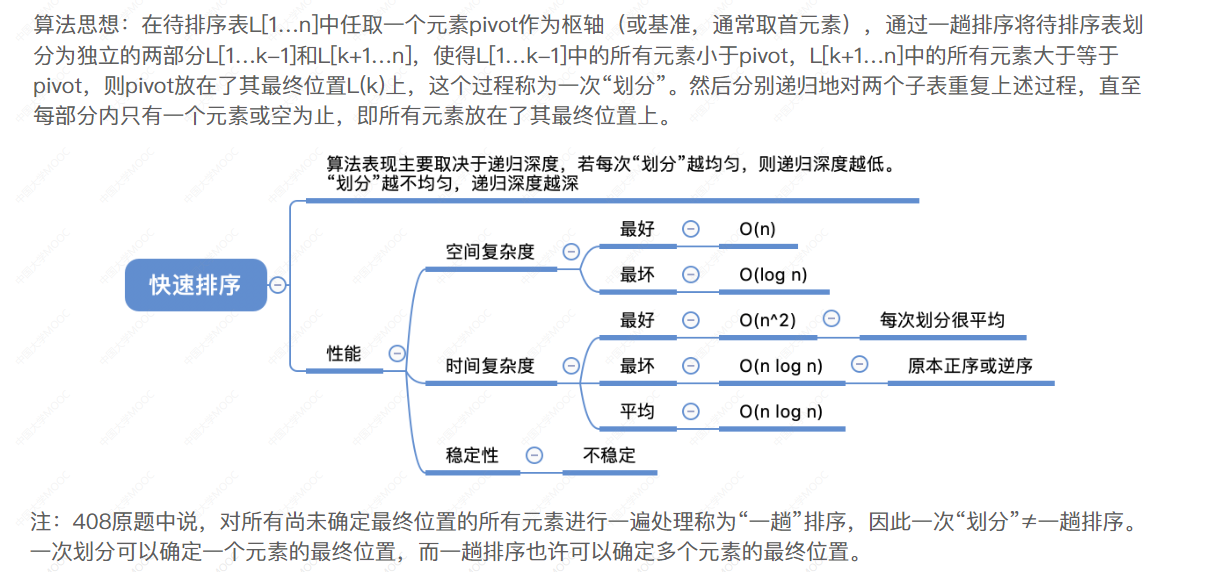 算法思想：在待排序表L[1…n]中任取一个元素pivot作为枢轴（或基准，通常取首元素），通过一趟排序将待排序表划
分为独立的两部分L[1…k–1]和L[k+1…n]，使得L[1…k–1]中的所有元素小于pivot，L[k+1…n]中的所有元素大于等于
pivot，则pivot放在了其最终位置L(k)上，这个过程称为一次“划分”。然后分别递归地对两个子表重复上述过程，直至
每部分内只有一个元素或空为止，即所有元素放在了其最终位置上。
算法表现主要取决于递归深度，若每次“划分”越均匀，则递归深度越低。
“划分”越不均匀，递归深度越深
快速排序
性能
空间复杂度
最好
O(n)
最坏
O(log n)
时间复杂度
最好
O(n^2)
每次划分很平均
最坏
O(n log n)
原本正序或逆序
平均
O(n log n)
稳定性
不稳定
注：408原题中说，对所有尚未确定最终位置的所有元素进行一遍处理称为“一趟”排序，因此一次“划分”≠一趟排序。
一次划分可以确定一个元素的最终位置，而一趟排序也许可以确定多个元素的最终位置。
中国大学MOOC